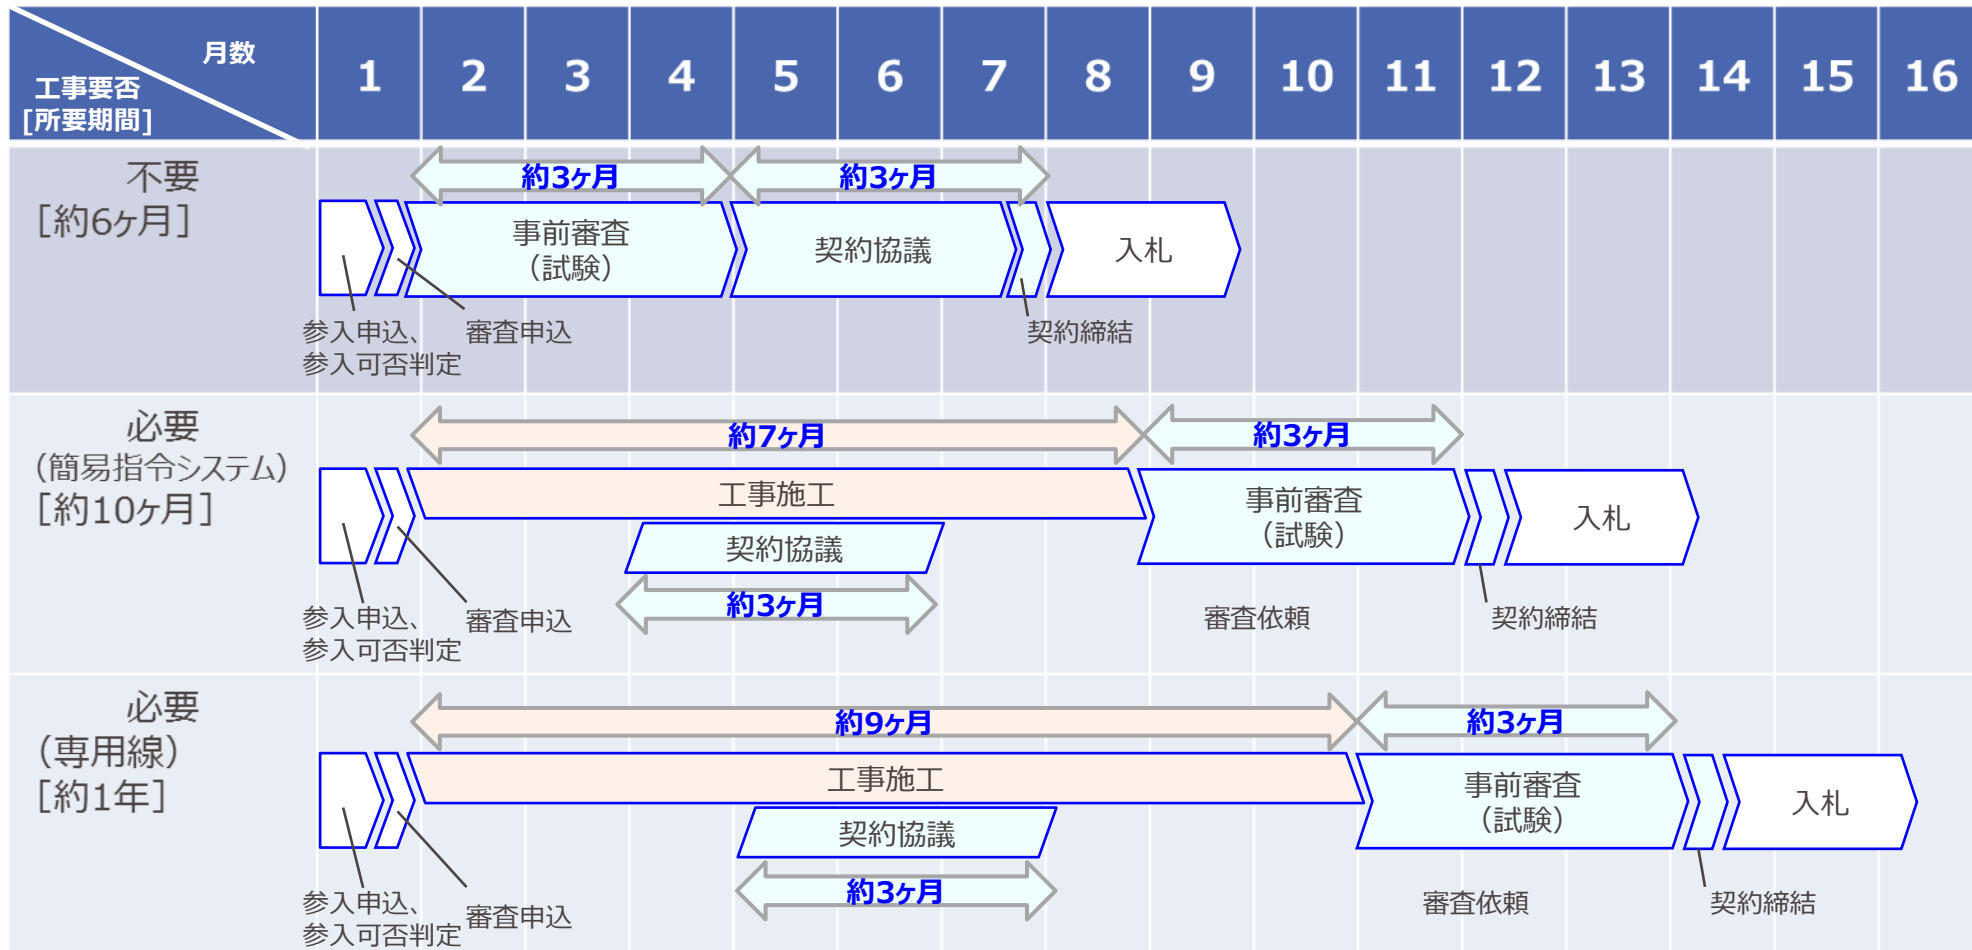 月数
工事要否
[所要期間]
1 2 3 4 5 6 7 8 9 10 11 12 13 14 15 16
不要
[約6ヶ月]
約3ヶ月
約3ヶ月
事前審査
（試験）
契約協議
入札
参入申込、
参入可否判定
審査申込
契約締結
必要
（簡易指令システム）
[約10ヶ月]
約7ヶ月
約3ヶ月
工事施工
事前審査
（試験）
入札
契約協議
約3ヶ月
参入申込、
参入可否判定
審査申込
審査依頼
契約締結
必要
（専用線）
[約1年]
約9ヶ月
約3ヶ月
工事施工
事前審査
（試験）
入札
契約協議
約3ヶ月
参入申込、
参入可否判定
審査申込
審査依頼
契約締結